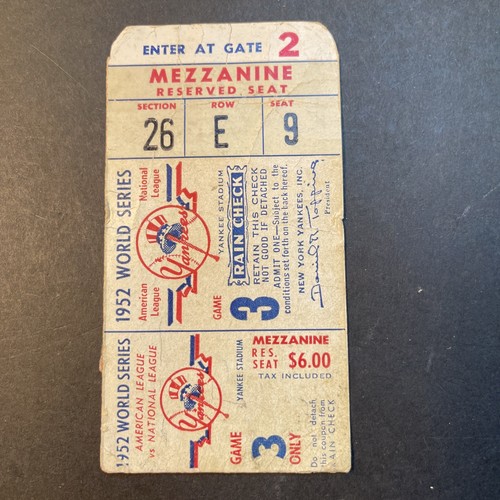 ENTER AT GATE 2
MEZZANINE
RESERVED SEAT
SECTION ROW SEAT
26 E 9
1952 WORLD SERIES
American League National League
Yankees
GAME 3
YANKEE STADIUM
RAIN CHECK
RETAIN THIS CHECK
NOT GOOD IF DETACHED
ADMIT ONE—Subject to the
conditions set forth on the back hereof.
NEW YORK YANKEES, INC.
Daniel R. Topping
President
1952 WORLD SERIES
AMERICAN LEAGUE
vs. NATIONAL LEAGUE
Yankees
YANKEE STADIUM
GAME
3
ONLY
MEZZANINE
RES.
SEAT $6.00
TAX INCLUDED
Do not detach
this coupon from
RAIN CHECK